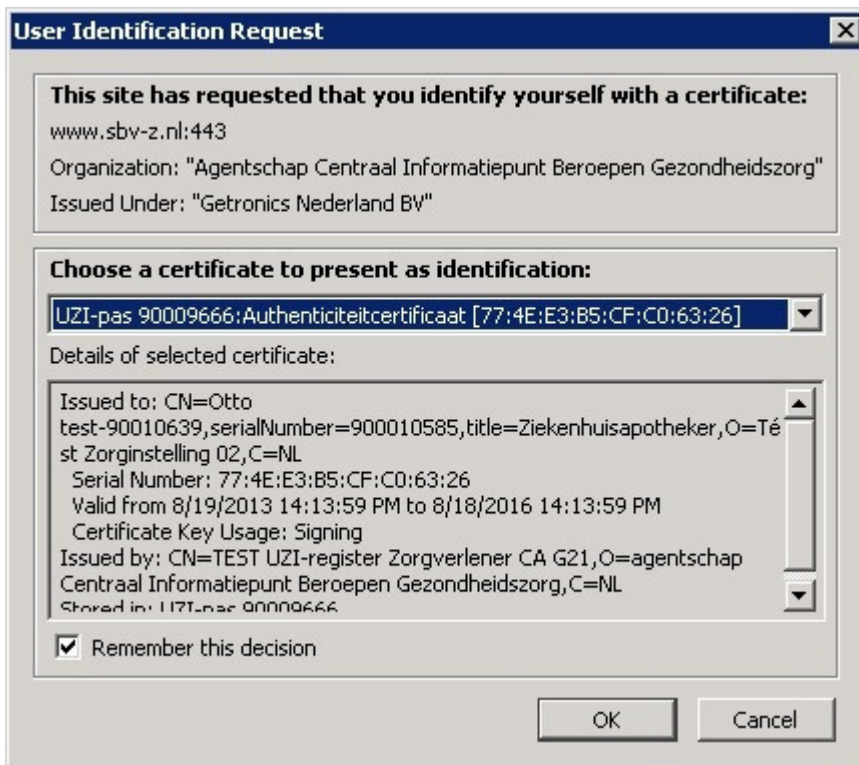 User Identification Request
This site has requested that you identify yourself with a certificate:
www.sbv-z.nl:443
Organization: "Agentschap Centraal Informatiepunt Beroepen Gezondheidszorg"
Issued Under: "Getronics Nederland BV"
Choose a certificate to present as identification:
UZI-pas 90009666:Authenticiteitcertificaat [77:4E:E3:B5:CF:C0:63:26]
Details of selected certificate:
Issued to: CN=Otto
test-90010639,serialNumber=900010585,title=Ziekenhuisapotheker,O=Té
st Zorginstelling 02,C=NL
Serial Number: 77:4E:E3:B5:CF:C0:63:26
Valid from 8/19/2013 14:13:59 PM to 8/18/2016 14:13:59 PM
Certificate Key Usage: Signing
Issued by: CN=TEST UZI-register Zorgverlener CA G21,O=agentschap
Centraal Informatiepunt Beroepen Gezondheidszorg,C=NL
Stored in: UZI-pas 90009666
Remember this decision
OK
Cancel